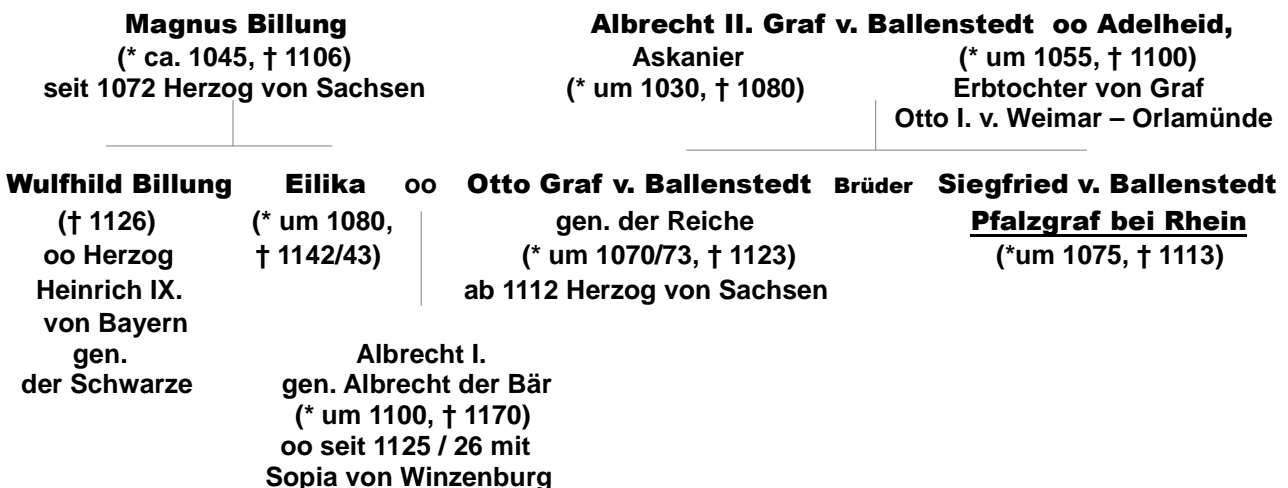 Magnus Billung
(* ca. 1045, † 1106)
seit 1072 Herzog von Sachsen
Albrecht II. Graf v. Ballenstedt oo Adelheid,
Askanier
(* um 1030, † 1080)
(* um 1055, † 1100)
Erbtochter von Graf
Otto I. v. Weimar – Orlamünde
Wulfhild Billung
(† 1126)
oo Herzog
Heinrich IX.
von Bayern
gen.
der Schwarze
Eilika oo Otto Graf v. Ballenstedt Brüder Siegfried v. Ballenstedt
(* um 1080,
† 1142/43)
gen. der Reiche
(* um 1070/73, † 1123)
ab 1112 Herzog von Sachsen
Pfalzgraf bei Rhein
(*um 1075, † 1113)
Albrecht I.
gen. Albrecht der Bär
(* um 1100, † 1170)
oo seit 1125 / 26 mit
Sopia von Winzenburg